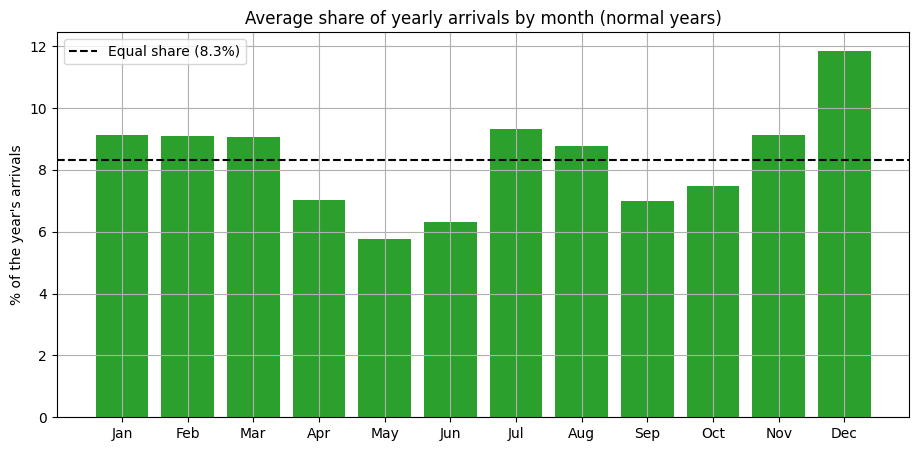 Average share of yearly arrivals by month (normal years)
Equal share (8.3%)
% of the year's arrivals
12
10
8
6
4
2
0
Jan Feb Mar Apr May Jun Jul Aug Sep Oct Nov Dec